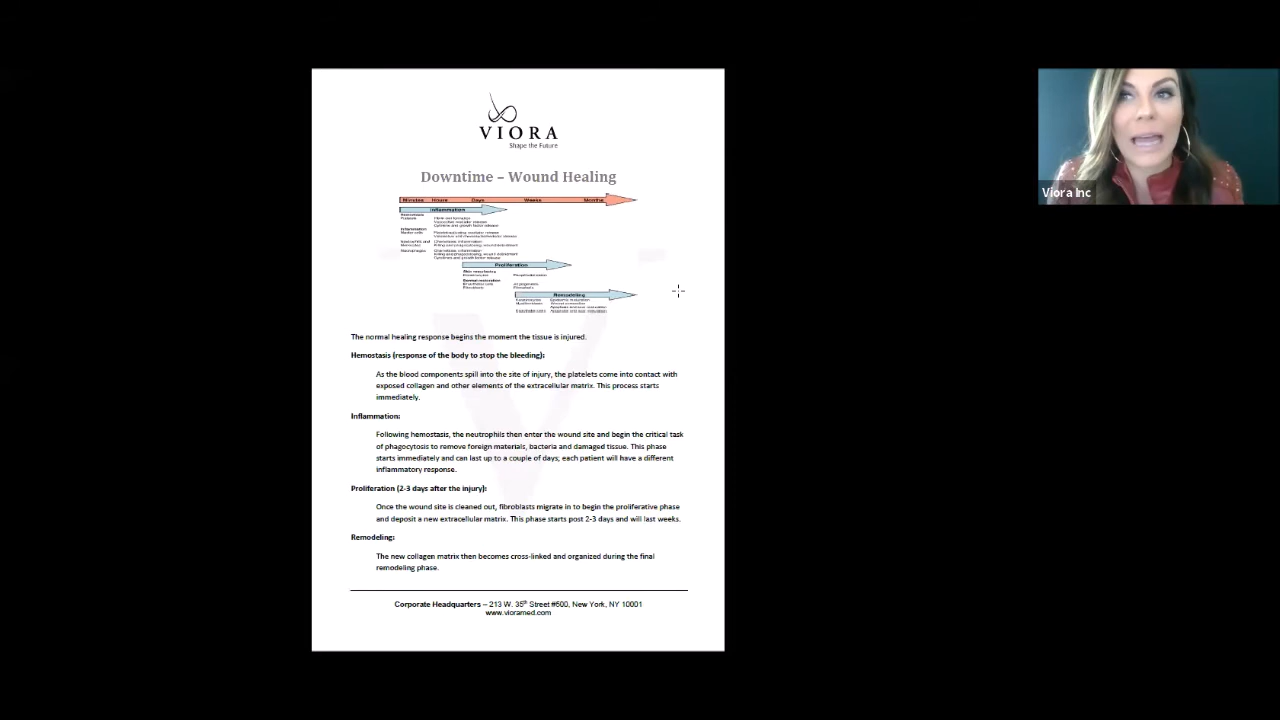 VIORA
Shape the Future
Downtime – Wound Healing
Minutes Hours Days Weeks Months
Inflammation
Proliferation
Remodeling
The normal healing response begins the moment the tissue is injured.
Hemostasis (response of the body to stop the bleeding):
As the blood components spill into the site of injury, the platelets come into contact with
exposed collagen and other elements of the extracellular matrix. This process starts
immediately.
Inflammation:
Following hemostasis, the neutrophils then enter the wound site and begin the critical task
of phagocytosis to remove foreign materials, bacteria and damaged tissue. This phase
starts immediately and can last up to a couple of days; each patient will have a different
inflammatory response.
Proliferation (2-3 days after the injury):
Once the wound site is cleaned out, fibroblasts migrate in to begin the proliferative phase
and deposit a new extracellular matrix. This phase starts post 2-3 days and will last weeks.
Remodeling:
The new collagen matrix then becomes cross-linked and organized during the final
remodeling phase.
Corporate Headquarters – 213 W. 35th Street #500, New York, NY 10001
www.vioramed.com
Viora Inc